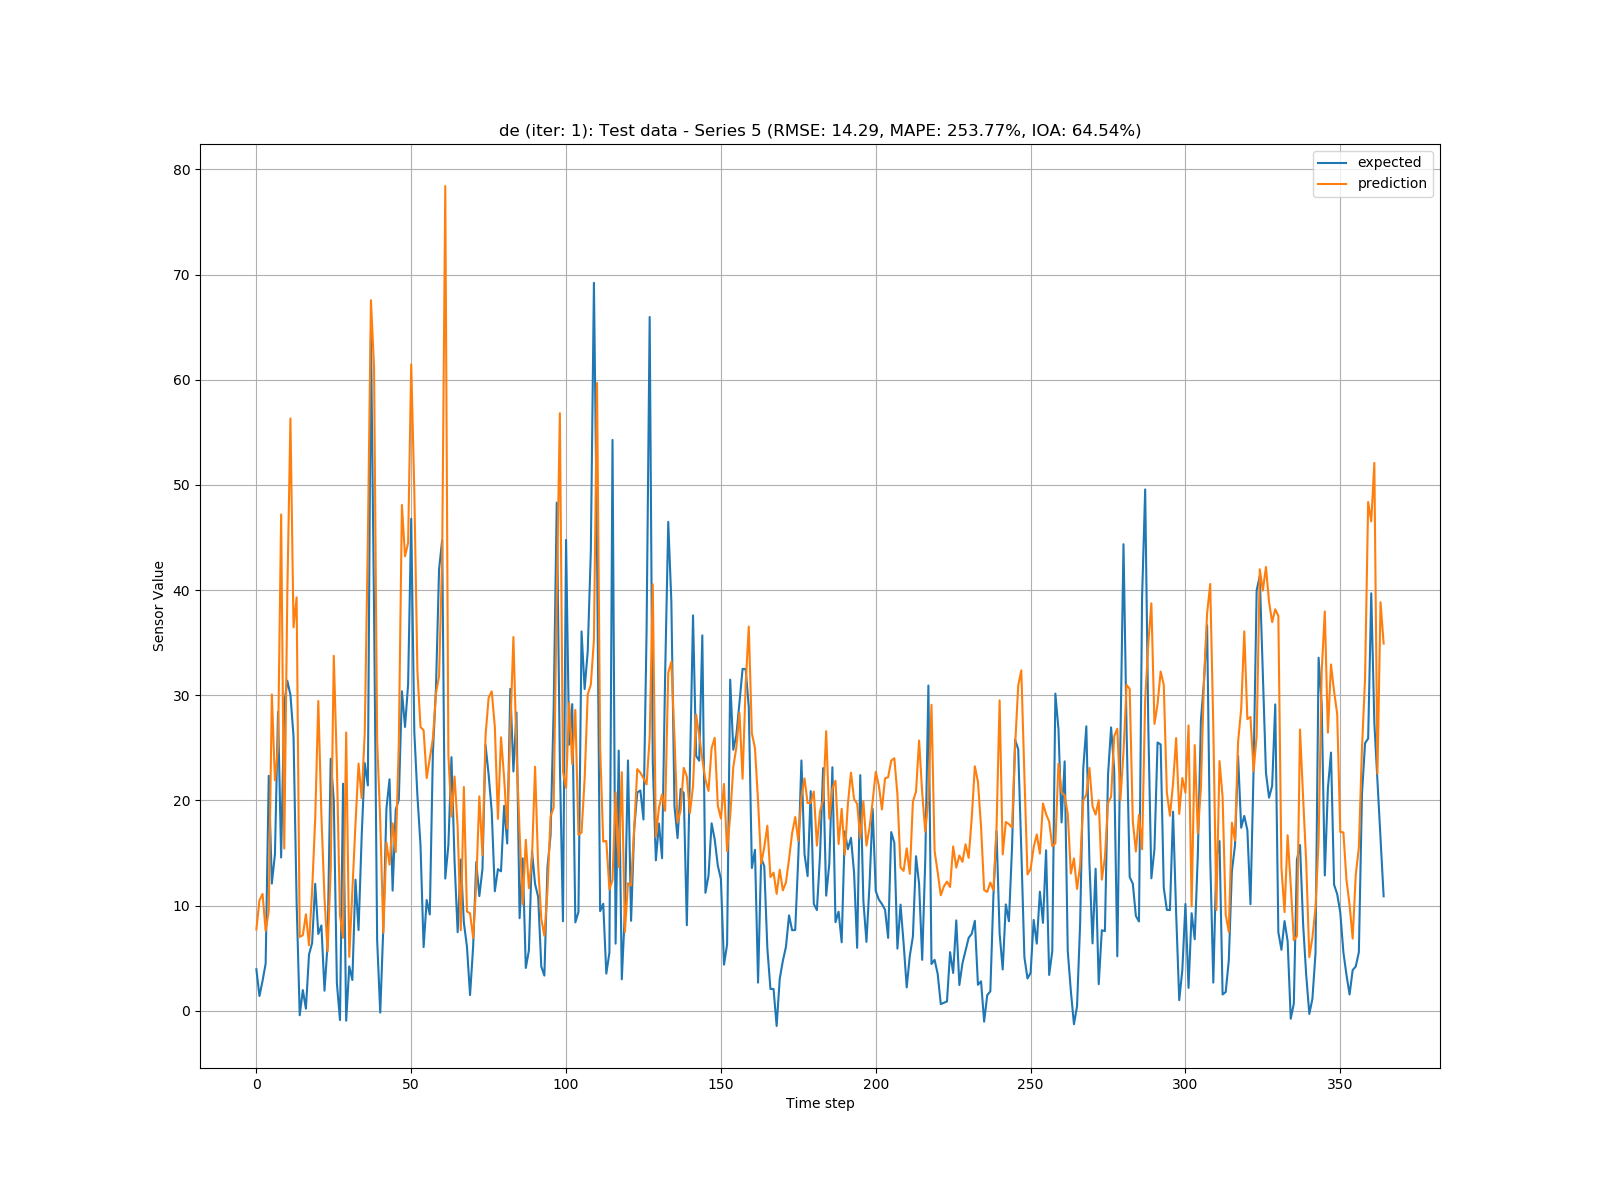 de (iter: 1): Test data - Series 5 (RMSE: 14.29, MAPE: 253.77%, IOA: 64.54%)
expected
prediction
80
70
60
50
40
30
20
10
0
Sensor Value
0 50 100 150 200 250 300 350
Time step